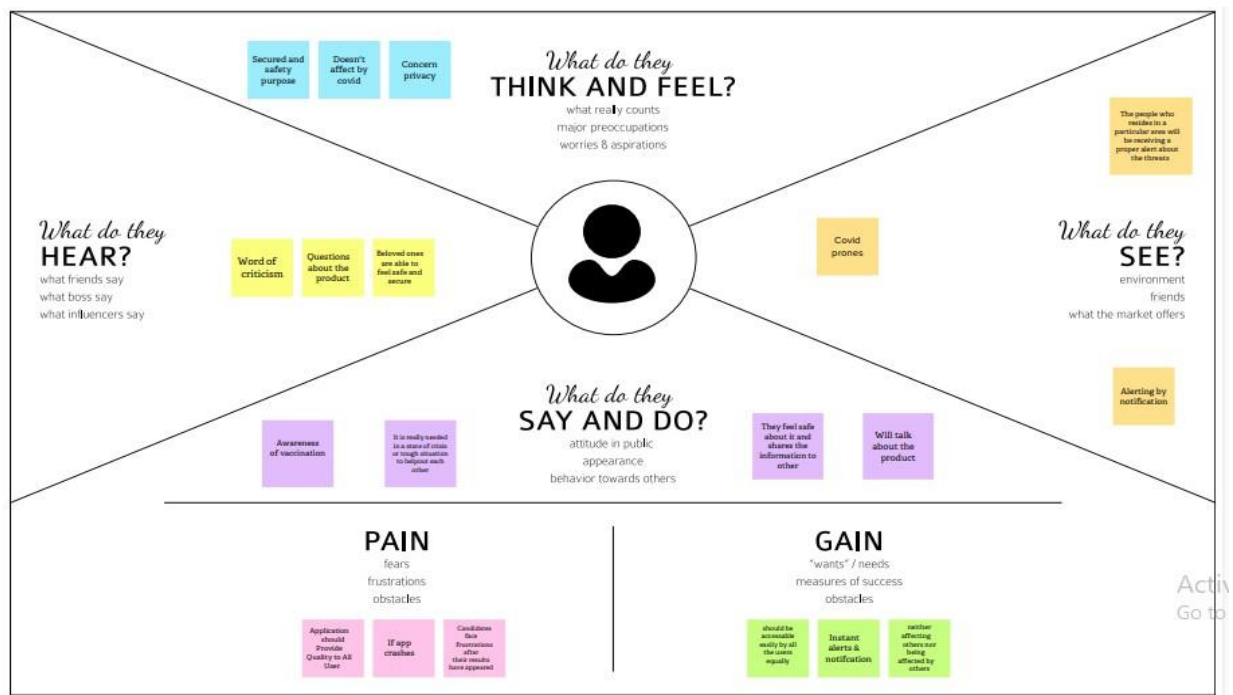 Secured and
safety
purpose
Doesn't
affect by
covid
Concern
privacy
What do they
THINK AND FEEL?
what really counts
major preoccupations
worries & aspirations
The people who
resides in a
particular area will
be receiving a
proper alert about
the threats
What do they
HEAR?
what friends say
what boss say
what influencers say
Word of
criticism
Questions
about the
product
Beloved ones
are able to
feel safe and
secure
Covid
prones
What do they
SEE?
environment
friends
what the market offers
Alerting by
notification
What do they
SAY AND DO?
attitude in public
appearance
behavior towards others
Awareness
of vaccination
It is really needed
in a state of crisis
or tough situation
to helpout each
other
They feel safe
about it and
shares the
information to
other
Will talk
about the
product
PAIN
fears
frustrations
obstacles
Application
should
Provide
Quality to All
User
If app
crashes
Candidates
face
frustrations
after
their results
have appeared
GAIN
"wants" / needs
measures of success
obstacles
should be
accessable
easily by all
the users
equally
Instant
alerts &
notifcation
neither
affecting
others nor
being
affected by
others
Activ
Go to